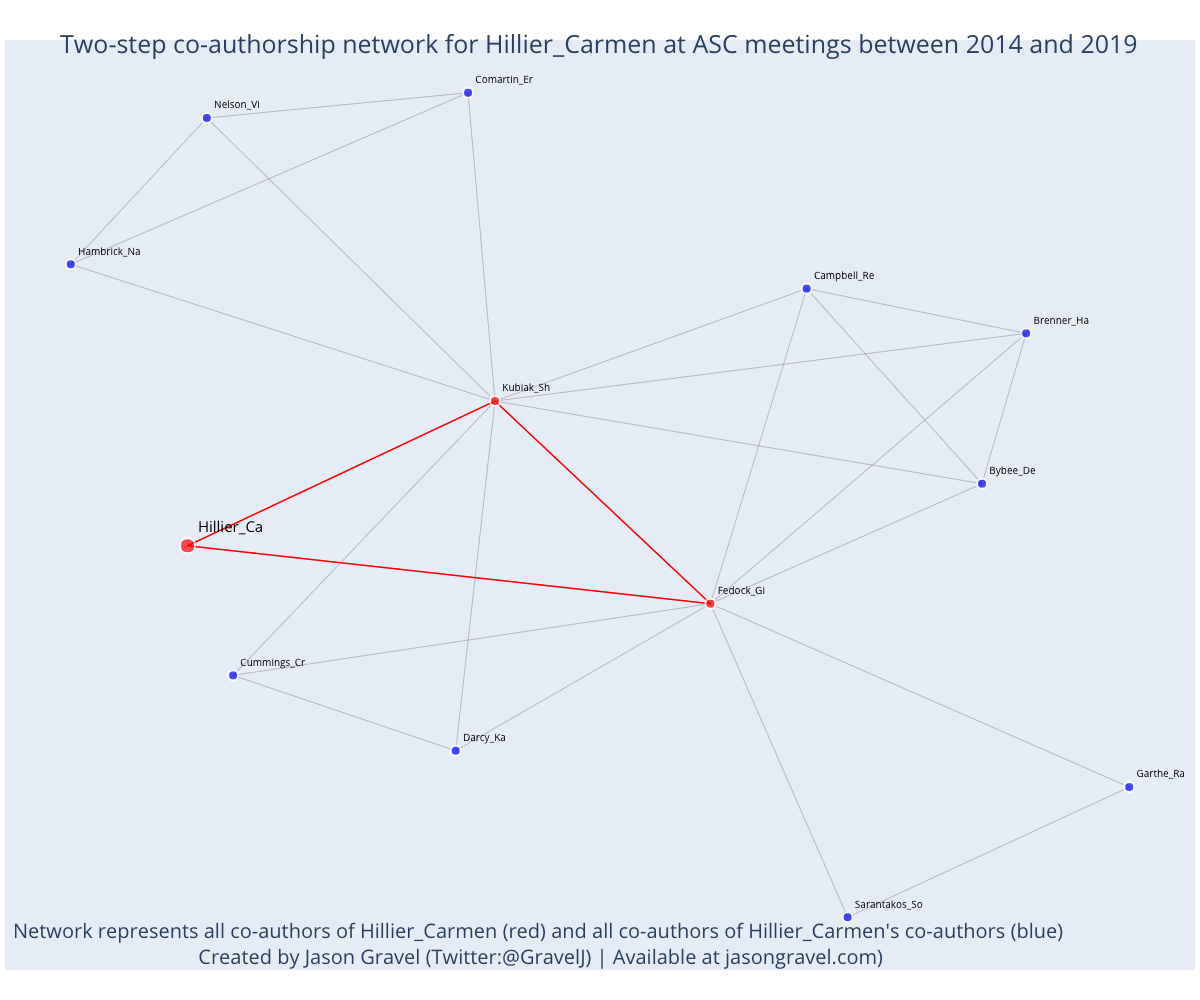 Two-step co-authorship network for Hillier_Carmen at ASC meetings between 2014 and 2019
Comartin_Er
Nelson_Vi
Hambrick_Na
Campbell_Re
Brenner_Ha
Kubiak_Sh
Bybee_De
Hillier_Ca
Fedock_Gi
Cummings_Cr
Darcy_Ka
Garthe_Ra
Sarantakos_So
Network represents all co-authors of Hillier_Carmen (red) and all co-authors of Hillier_Carmen's co-authors (blue)
Created by Jason Gravel (Twitter:@GravelJ) | Available at jasongravel.com)